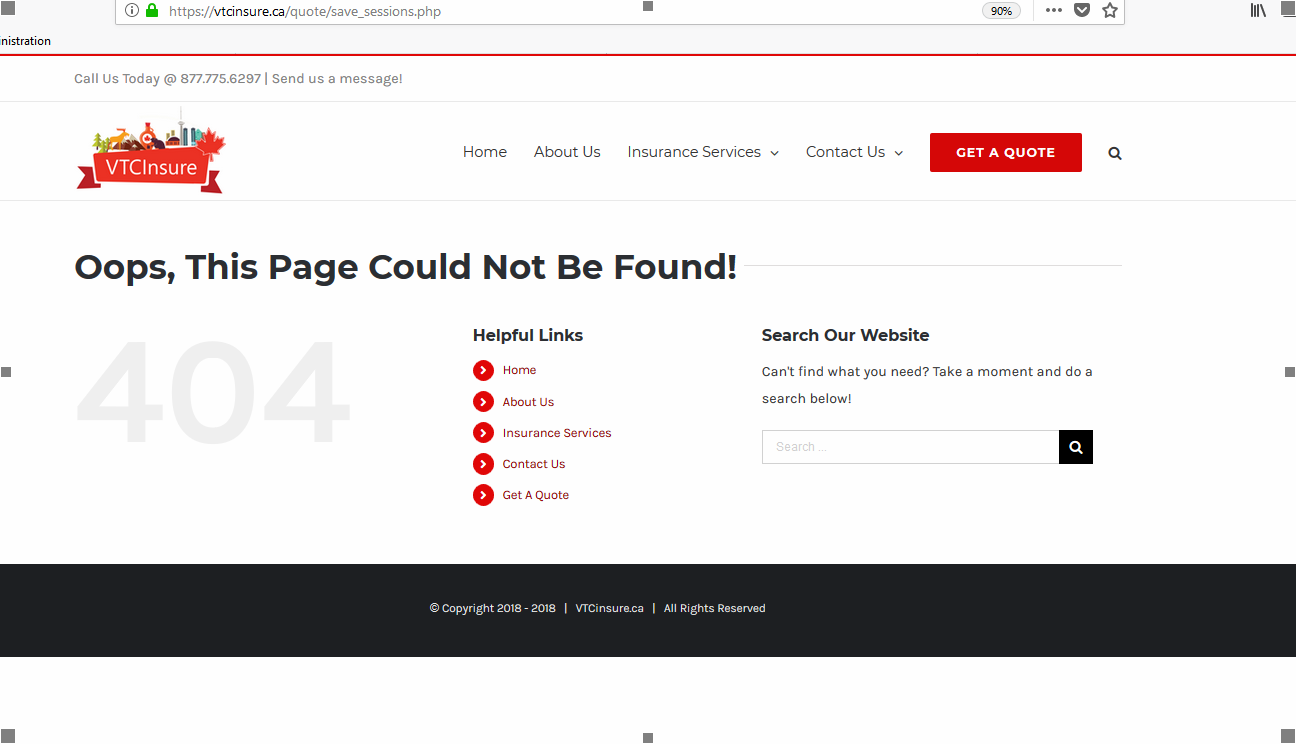 https://vtcinsure.ca/quote/save_sessions.php
90%
nistration
Call Us Today @ 877.775.6297 | Send us a message!
VTCInsure
Home
About Us
Insurance Services
Contact Us
GET A QUOTE
Oops, This Page Could Not Be Found!
404
Helpful Links
Home
About Us
Insurance Services
Contact Us
Get A Quote
Search Our Website
Can't find what you need? Take a moment and do a
search below!
Search ...
© Copyright 2018 - 2018 | VTCinsure.ca | All Rights Reserved